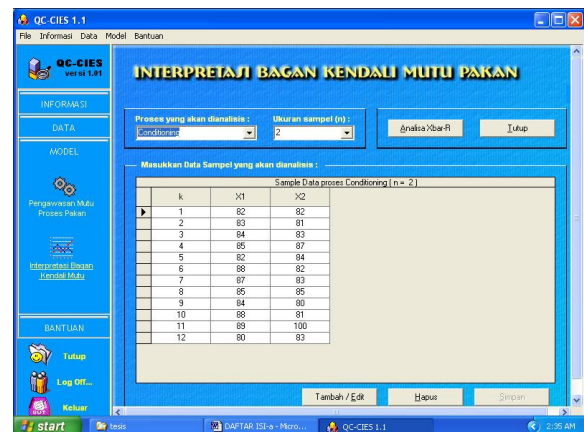 QC-CIES 1.1
File Informasi Data Model Bantuan
QC-CIES
versi 1.01
INTERPRETASI BAGAN KENDALI MUTU PAKAN
INFORMASI
DATA
MODEL
Pengawasan Mutu
Proses Pakan
Interpretasi Bagan
Kendali Mutu
BANTUAN
Tutup
Log Off...
Keluar
Proses yang akan dianalisis :
Conditioning
Ukuran sampel (n) :
2
Analisa Xbar-R
Tutup
Masukkan Data Sampel yang akan dianalisis :
Sample Data proses Conditioning ( n = 2 )
k X1 X2
1 82 82
2 83 81
3 84 83
4 85 87
5 82 84
6 88 82
7 87 83
8 85 85
9 84 80
10 88 81
11 89 100
12 80 83
Tambah / Edit
Hapus
Simpan
start
tesis
DAFTAR ISI-a - Micro...
QC-CIES 1.1
2:35 AM